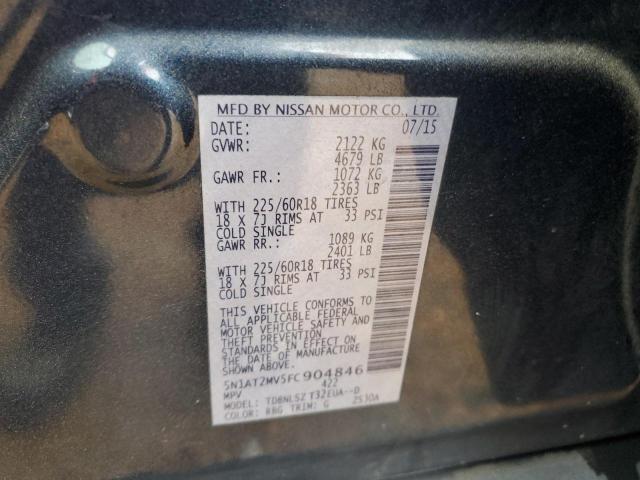 MFD BY NISSAN MOTOR CO., LTD.
DATE: 07/15
GVWR: 2122 KG
4679 LB
GAWR FR.: 1072 KG
2363 LB
WITH 225/60R18 TIRES
18 X 7J RIMS AT 33 PSI
COLD SINGLE
GAWR RR.: 1089 KG
2401 LB
WITH 225/60R18 TIRES
18 X 7J RIMS AT 33 PSI
COLD SINGLE
THIS VEHICLE CONFORMS TO
ALL APPLICABLE FEDERAL
MOTOR VEHICLE SAFETY AND
THEFT PREVENTION
STANDARDS IN EFFECT ON
THE DATE OF MANUFACTURE
SHOWN ABOVE.
5N1AT2MV5FC904846
MPV 422
MODEL: TDBNLSZ T32EUA--D
COLOR: RBG TRIM: G 2530A